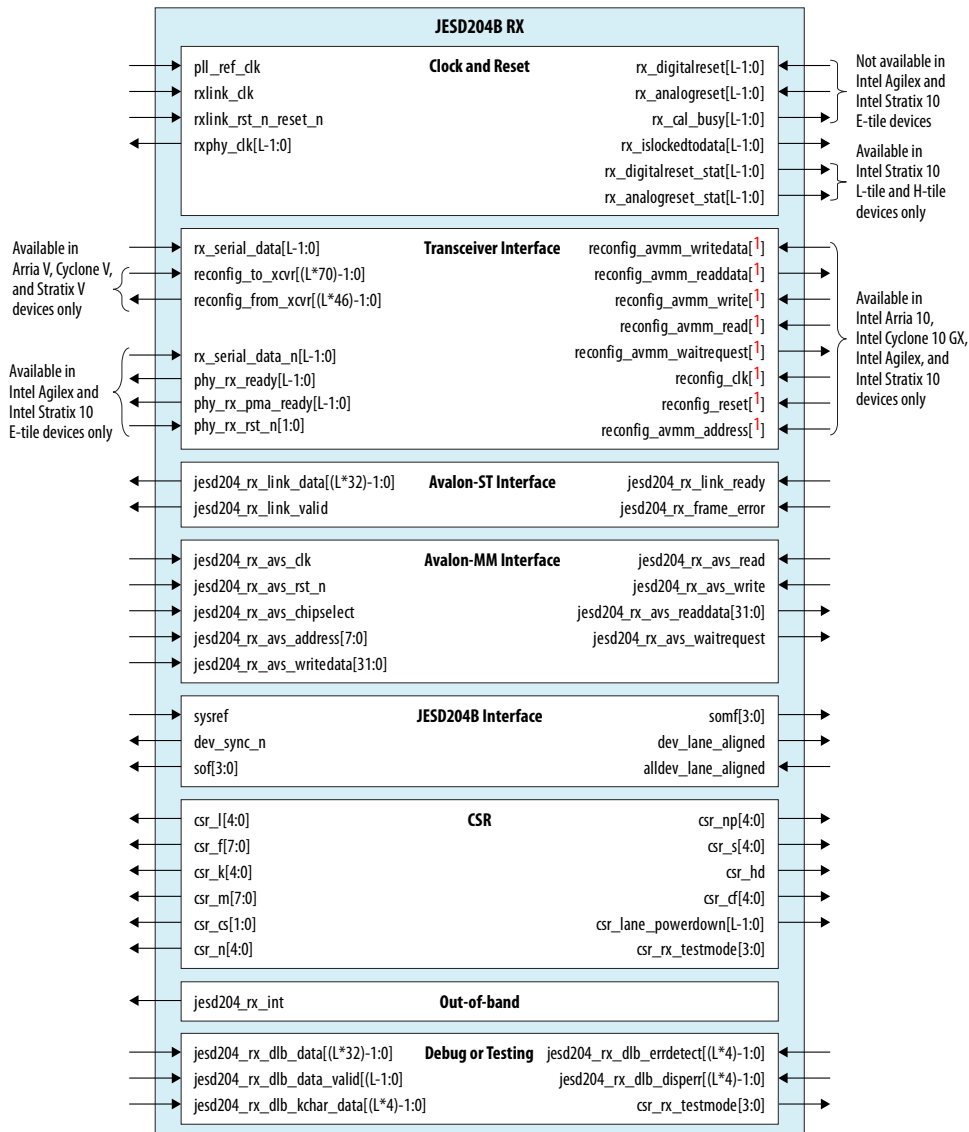 JESD204B RX
Clock and Reset
pll_ref_clk
rxlink_clk
rxlink_rst_n_reset_n
rxphy_clk[L-1:0]
rx_digitalreset[L-1:0]
rx_analogreset[L-1:0]
rx_cal_busy[L-1:0]
rx_islockedtodata[L-1:0]
rx_digitalreset_stat[L-1:0]
rx_analogreset_stat[L-1:0]
Not available in
Intel Agilex and
Intel Stratix 10
E-tile devices
Available in
Intel Stratix 10
L-tile and H-tile
devices only
Transceiver Interface
Available in
Arria V, Cyclone V,
and Stratix V
devices only
Available in
Intel Agilex and
Intel Stratix 10
E-tile devices only
rx_serial_data[L-1:0]
reconfig_to_xcvr[(L*70)-1:0]
reconfig_from_xcvr[(L*46)-1:0]
rx_serial_data_n[L-1:0]
phy_rx_ready[L-1:0]
phy_rx_pma_ready[L-1:0]
phy_rx_rst_n[1:0]
reconfig_avmm_writedata[1]
reconfig_avmm_readdata[1]
reconfig_avmm_write[1]
reconfig_avmm_read[1]
reconfig_avmm_waitrequest[1]
reconfig_clk[1]
reconfig_reset[1]
reconfig_avmm_address[1]
Available in
Intel Arria 10,
Intel Cyclone 10 GX,
Intel Agilex, and
Intel Stratix 10
devices only
Avalon-ST Interface
jesd204_rx_link_data[(L*32)-1:0]
jesd204_rx_link_valid
jesd204_rx_link_ready
jesd204_rx_frame_error
Avalon-MM Interface
jesd204_rx_avs_clk
jesd204_rx_avs_rst_n
jesd204_rx_avs_chipselect
jesd204_rx_avs_address[7:0]
jesd204_rx_avs_writedata[31:0]
jesd204_rx_avs_read
jesd204_rx_avs_write
jesd204_rx_avs_readdata[31:0]
jesd204_rx_avs_waitrequest
JESD204B Interface
sysref
dev_sync_n
sof[3:0]
somf[3:0]
dev_lane_aligned
alldev_lane_aligned
CSR
csr_l[4:0]
csr_f[7:0]
csr_k[4:0]
csr_m[7:0]
csr_cs[1:0]
csr_n[4:0]
csr_np[4:0]
csr_s[4:0]
csr_hd
csr_cf[4:0]
csr_lane_powerdown[L-1:0]
csr_rx_testmode[3:0]
jesd204_rx_int
Out-of-band
Debug or Testing
jesd204_rx_dlb_data[(L*32)-1:0]
jesd204_rx_dlb_data_valid[(L-1:0]
jesd204_rx_dlb_kchar_data[(L*4)-1:0]
jesd204_rx_dlb_errdetect[(L*4)-1:0]
jesd204_rx_dlb_disperr[(L*4)-1:0]
csr_rx_testmode[3:0]